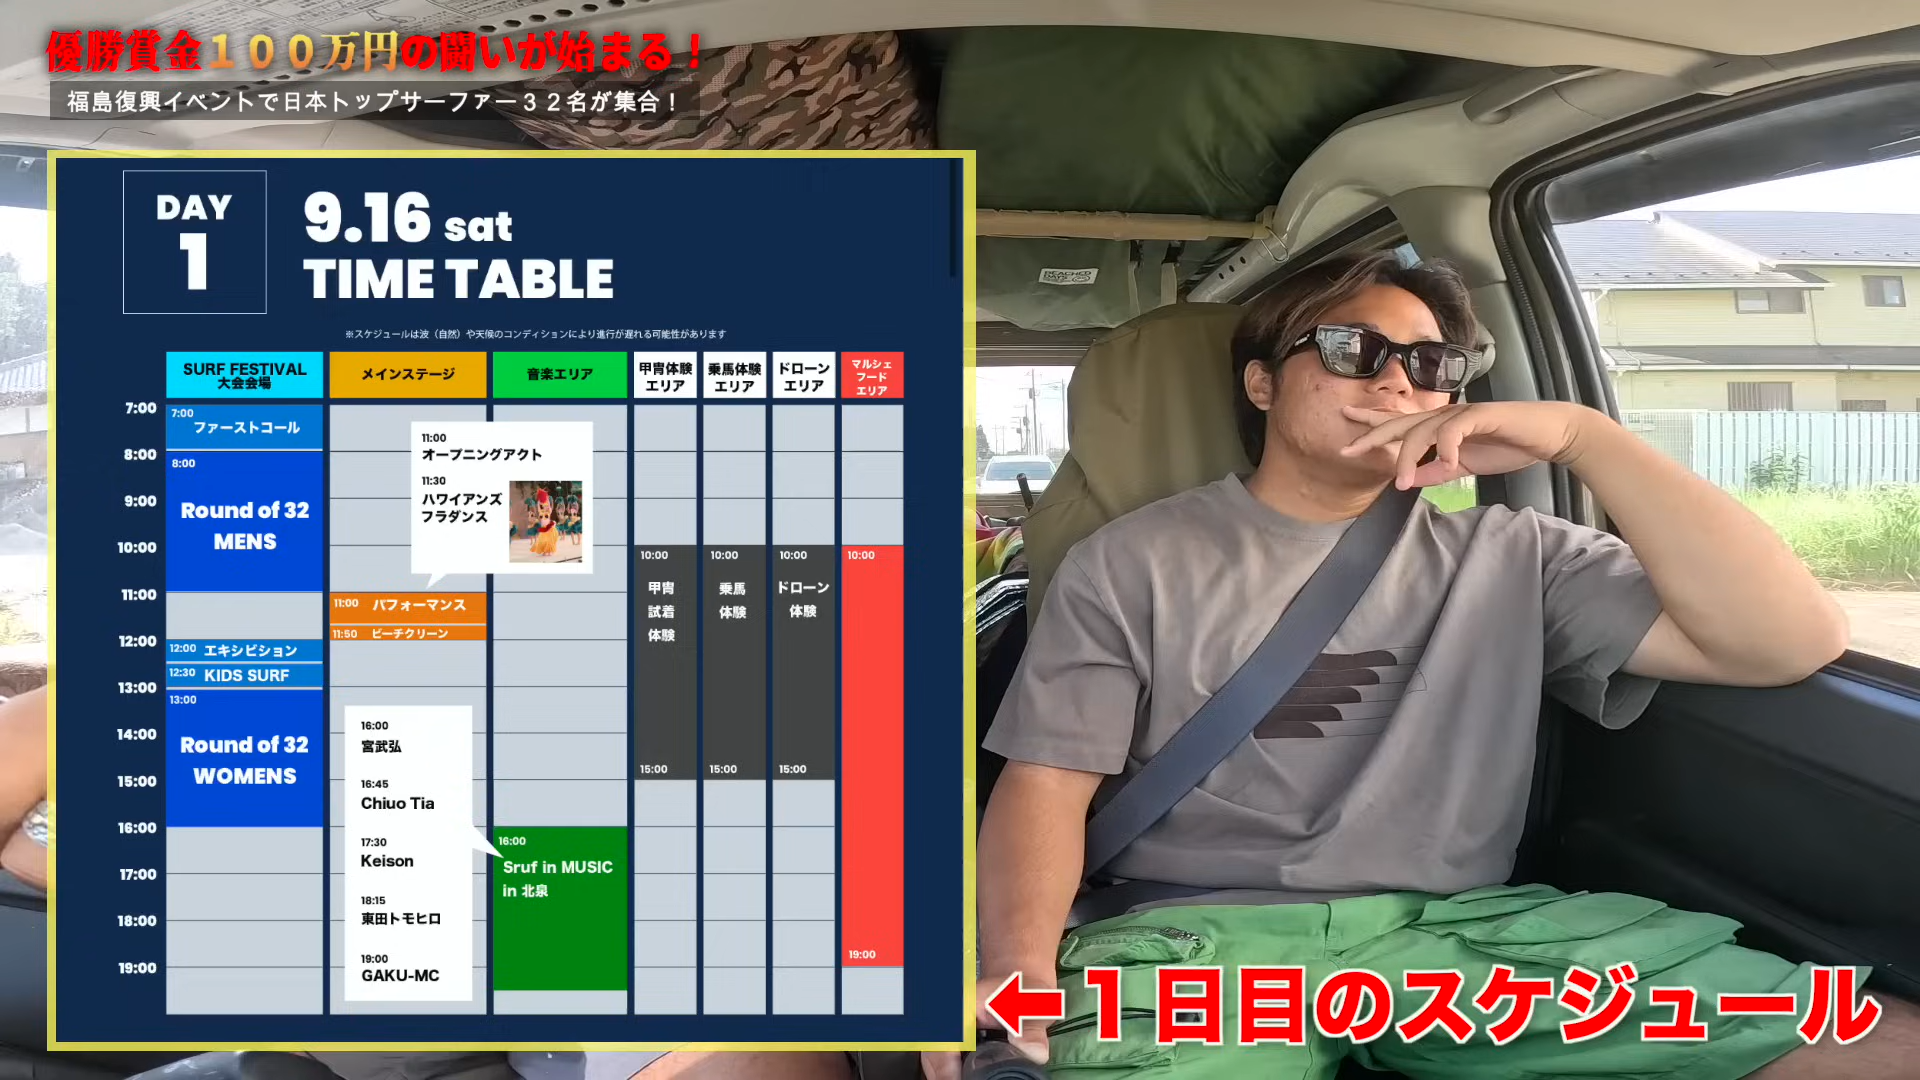 優勝賞金１００万円の闘いが始まる！
福島復興イベントで日本トップサーファー３２名が集合！
DAY
1
9.16 sat
TIME TABLE
※スケジュールは波（自然）や天候のコンディションにより進行が遅れる可能性があります
SURF FESTIVAL
大会会場
メインステージ
音楽エリア
甲冑体験
エリア
乗馬体験
エリア
ドローン
エリア
マルシェ
フード
エリア
7:00
8:00
9:00
10:00
11:00
12:00
13:00
14:00
15:00
16:00
17:00
18:00
19:00
7:00
ファーストコール
8:00
Round of 32
MENS
12:00 エキシビション
12:30 KIDS SURF
13:00
Round of 32
WOMENS
11:00
オープニングアクト
11:30
ハワイアンズ
フラダンス
11:00 パフォーマンス
11:50 ビーチクリーン
16:00
宮武弘
16:45
Chiuo Tia
17:30
Keison
18:15
東田トモヒロ
19:00
GAKU-MC
16:00
Sruf in MUSIC
in 北泉
10:00
甲冑
試着
体験
15:00
10:00
乗馬
体験
15:00
10:00
ドローン
体験
15:00
10:00
19:00
←1日目のスケジュール